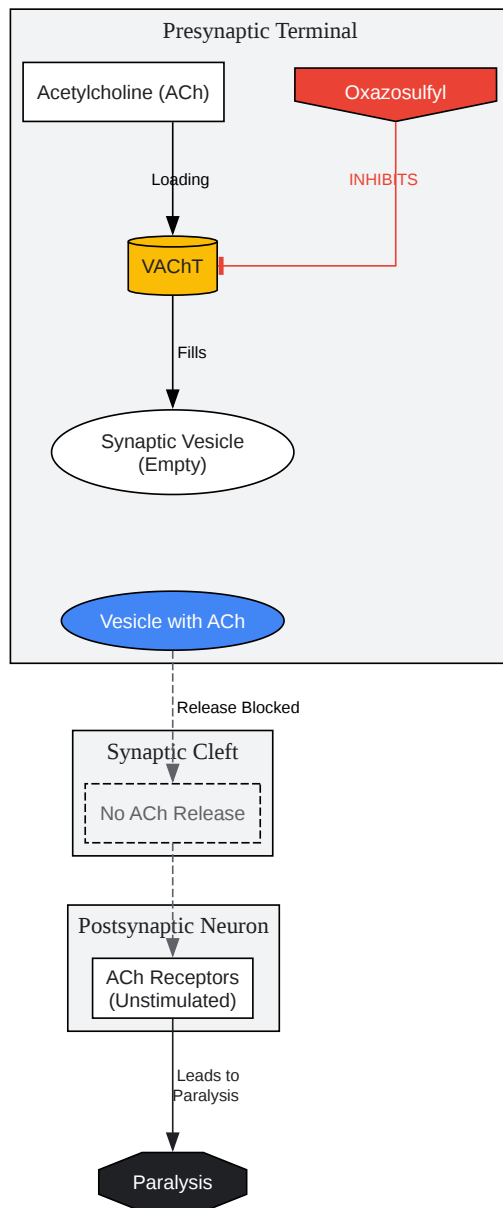 Presynaptic Terminal
Acetylcholine (ACh)
Oxazosulfyl
Loading
INHIBITS
VAChT
Fills
Synaptic Vesicle
(Empty)
Vesicle with ACh
Release Blocked
Synaptic Cleft
No ACh Release
Postsynaptic Neuron
ACh Receptors
(Unstimulated)
Leads to
Paralysis
Paralysis